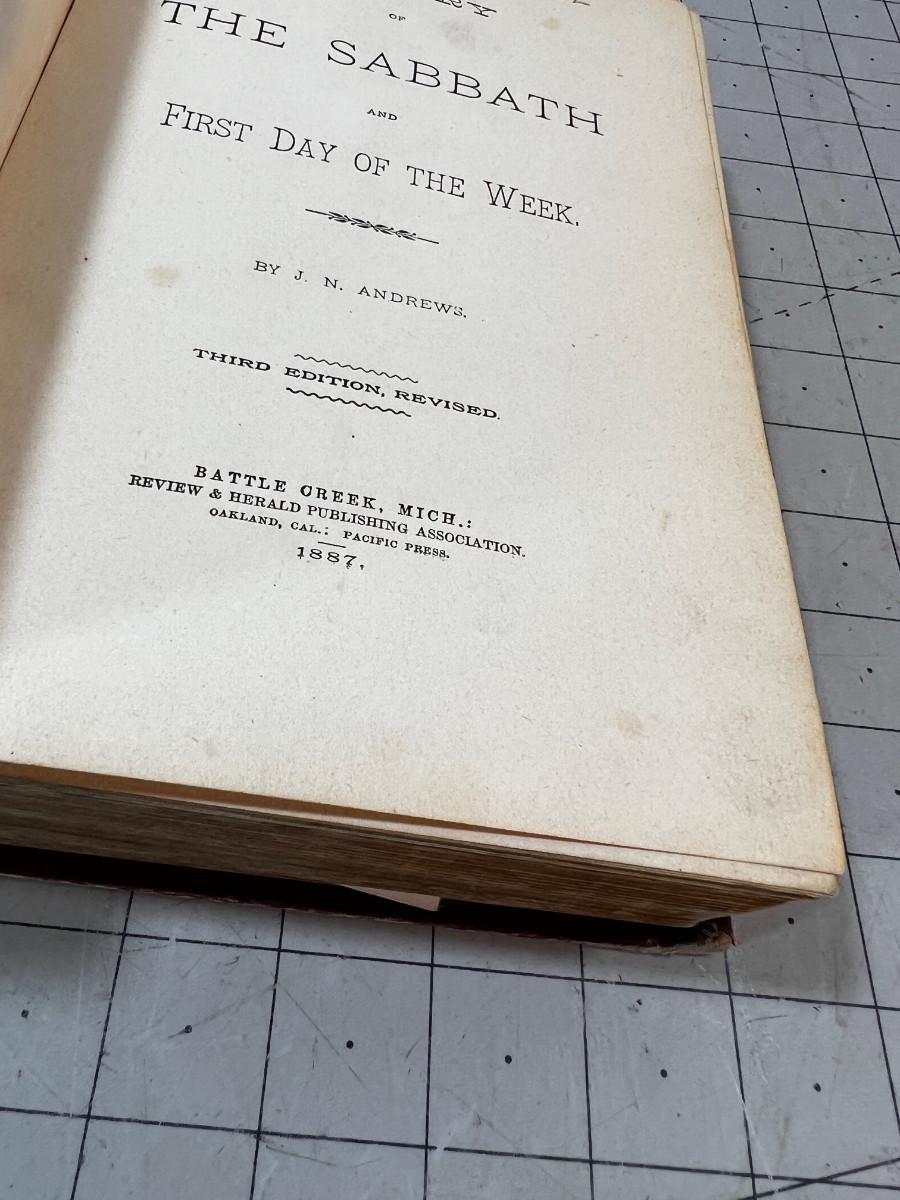 OF
THE SABBATH
AND
FIRST DAY OF THE WEEK.
BY J. N. ANDREWS.
THIRD EDITION, REVISED.
BATTLE CREEK, MICH.:
REVIEW & HERALD PUBLISHING ASSOCIATION.
OAKLAND, CAL.: PACIFIC PRESS.
1887.